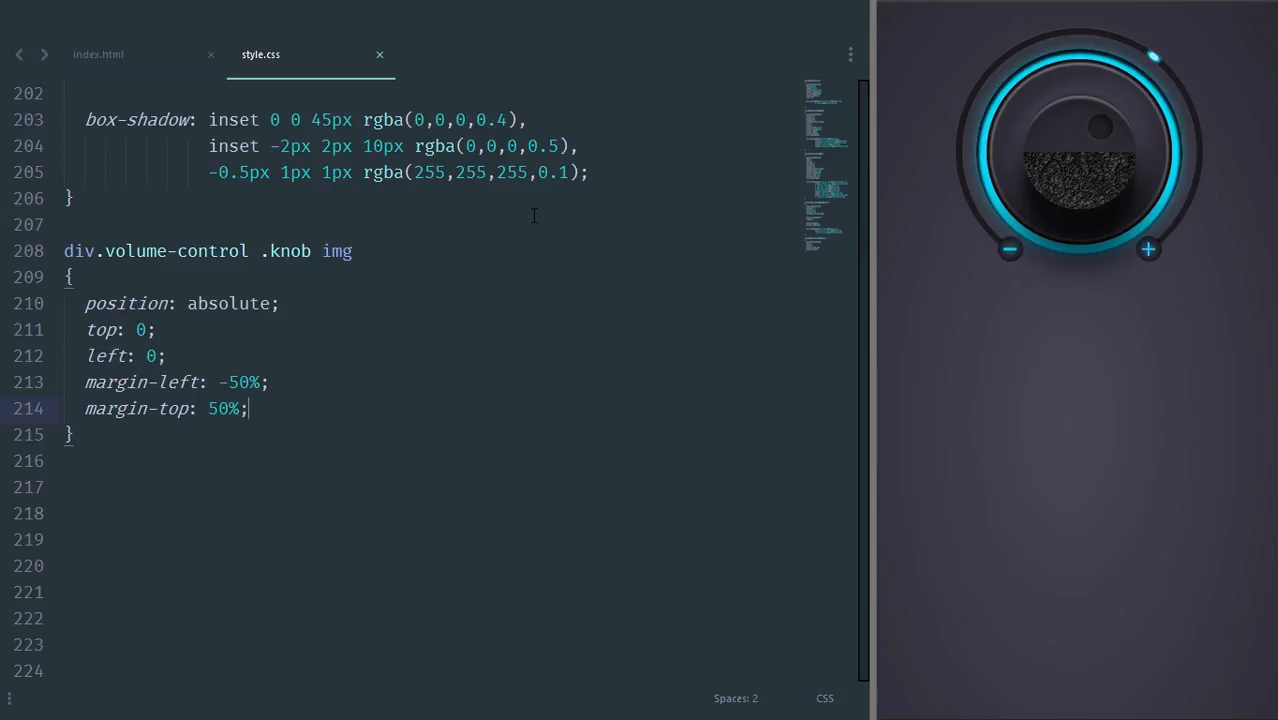 index.html
style.css
202
203 box-shadow: inset 0 0 45px rgba(0,0,0,0.4),
204 inset -2px 2px 10px rgba(0,0,0,0.5),
205 -0.5px 1px 1px rgba(255,255,255,0.1);
206 }
207
208 div.volume-control .knob img
209 {
210 position: absolute;
211 top: 0;
212 left: 0;
213 margin-left: -50%;
214 margin-top: 50%;
215 }
216
217
218
219
220
221
222
223
224
Spaces: 2
CSS